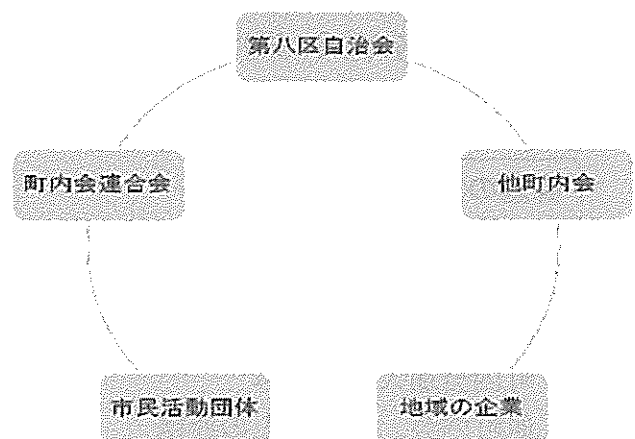 第八区自治会
町内会連合会
他町内会
市民活動団体
地域の企業